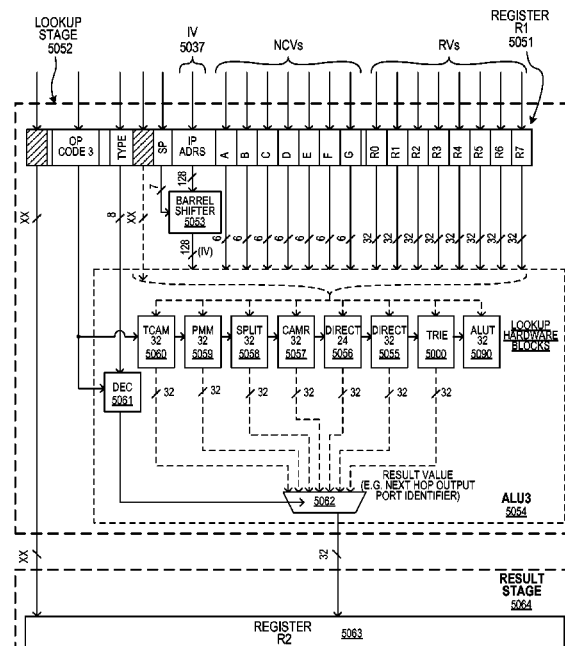 LOOKUP
STAGE
5052
IV
5037
NCVs
RVs
REGISTER
R1
5051
OP
CODE 3
TYPE
SP
IP
ADRS
A
B
C
D
E
F
G
R0
R1
R2
R3
R4
R5
R6
R7
7
128
BARREL
SHIFTER
5053
XX
8
XX
128
(IV)
6
6
6
6
6
6
6
32
32
32
32
32
32
32
32
TCAM
32
5060
PMM
32
5059
SPLIT
32
5058
CAMR
32
5057
DIRECT
24
5056
DIRECT
32
5055
TRIE
5000
ALUT
32
5090
LOOKUP
HARDWARE
BLOCKS
DEC
5061
32
32
32
32
32
32
32
RESULT VALUE
(E.G. NEXT HOP OUTPUT
PORT IDENTIFIER)
5062
ALU3
5054
XX
32
RESULT
STAGE
5064
REGISTER
R2
5063